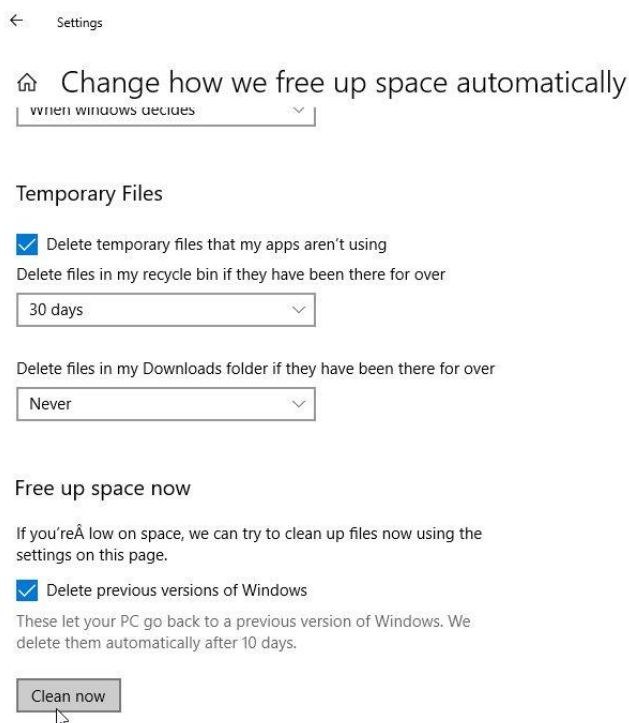 Settings
Change how we free up space automatically
When windows decides
Temporary Files
Delete temporary files that my apps aren't using
Delete files in my recycle bin if they have been there for over
30 days
Delete files in my Downloads folder if they have been there for over
Never
Free up space now
If you'reÂ low on space, we can try to clean up files now using the
settings on this page.
Delete previous versions of Windows
These let your PC go back to a previous version of Windows. We
delete them automatically after 10 days.
Clean now